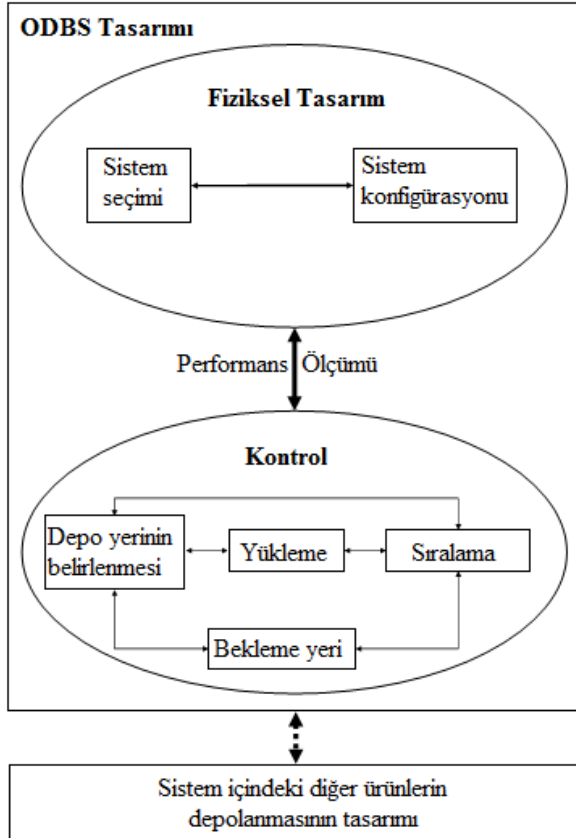 ODBS Tasarımı
Fiziksel Tasarım
Sistem
seçimi
Sistem
konfigürasyonu
Performans Ölçümü
Kontrol
Depo yerinin
belirlenmesi
Yükleme
Sıralama
Bekleme yeri
Sistem içindeki diğer ürünlerin
depolanmasının tasarımı